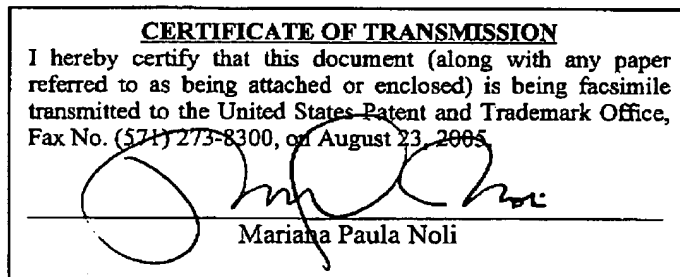 CERTIFICATE OF TRANSMISSION
I hereby certify that this document (along with any paper
referred to as being attached or enclosed) is being facsimile
transmitted to the United States Patent and Trademark Office,
Fax No. (571) 273-8300, on August 23, 2005.
Mariana Paula Noli